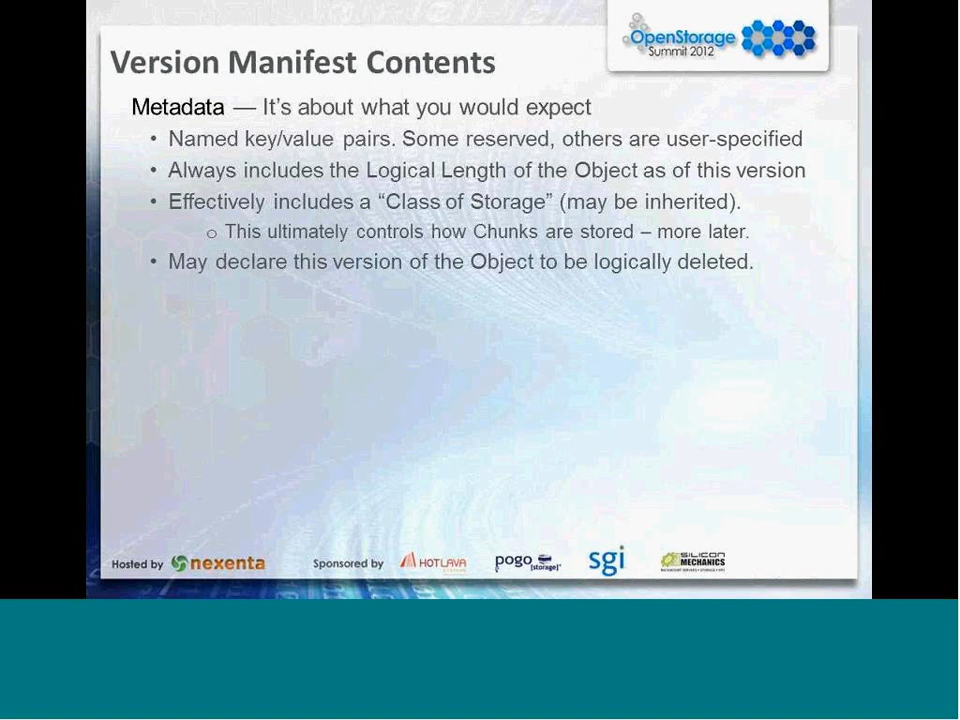 OpenStorage
Summit 2012
Version Manifest Contents
Metadata — It’s about what you would expect
• Named key/value pairs. Some reserved, others are user-specified
• Always includes the Logical Length of the Object as of this version
• Effectively includes a “Class of Storage” (may be inherited).
o This ultimately controls how Chunks are stored – more later.
• May declare this version of the Object to be logically deleted.
Hosted by nexenta Sponsored by HOTLAVA pogo [storage] sgi SILICON MECHANICS